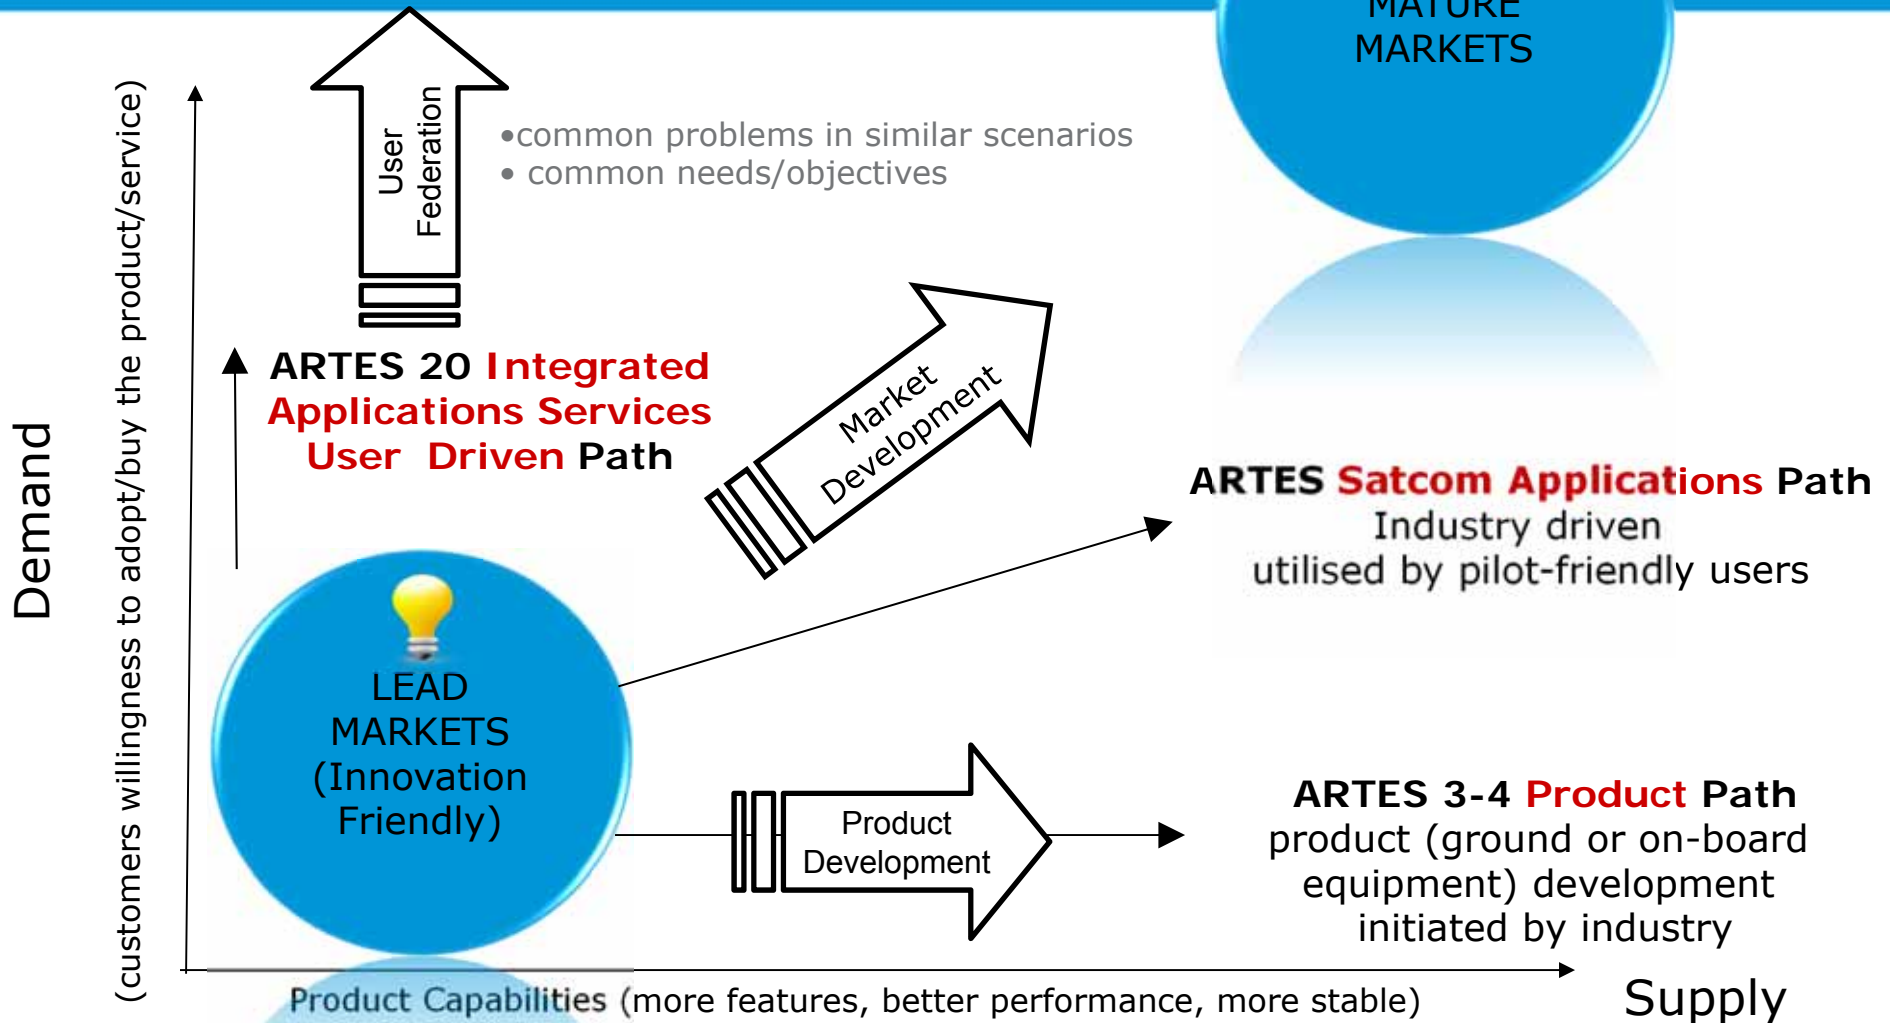 MATURE
MARKETS
User
Federation
•common problems in similar scenarios
• common needs/objectives
Demand
(customers willingness to adopt/buy the product/service)
ARTES 20 Integrated
Applications Services
User Driven Path
Market
Development
ARTES Satcom Applications Path
Industry driven
utilised by pilot-friendly users
LEAD
MARKETS
(Innovation
Friendly)
Product
Development
ARTES 3-4 Product Path
product (ground or on-board
equipment) development
initiated by industry
Product Capabilities (more features, better performance, more stable)
Supply